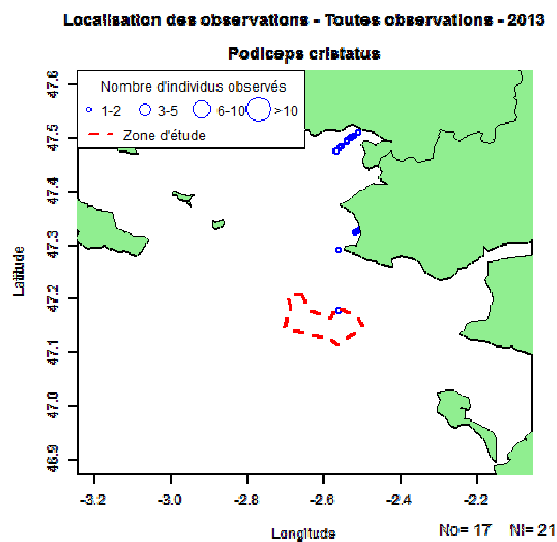 Localisation des observations - Toutes observations - 2013
Podiceps cristatus
Nombre d'individus observés
1-2 3-5 6-10 >10
Zone d'étude
47.6
47.5
47.4
47.3
47.2
47.1
47.0
46.9
Latitude
-3.2 -3.0 -2.8 -2.6 -2.4 -2.2
Longitude
No= 17 Ni= 21